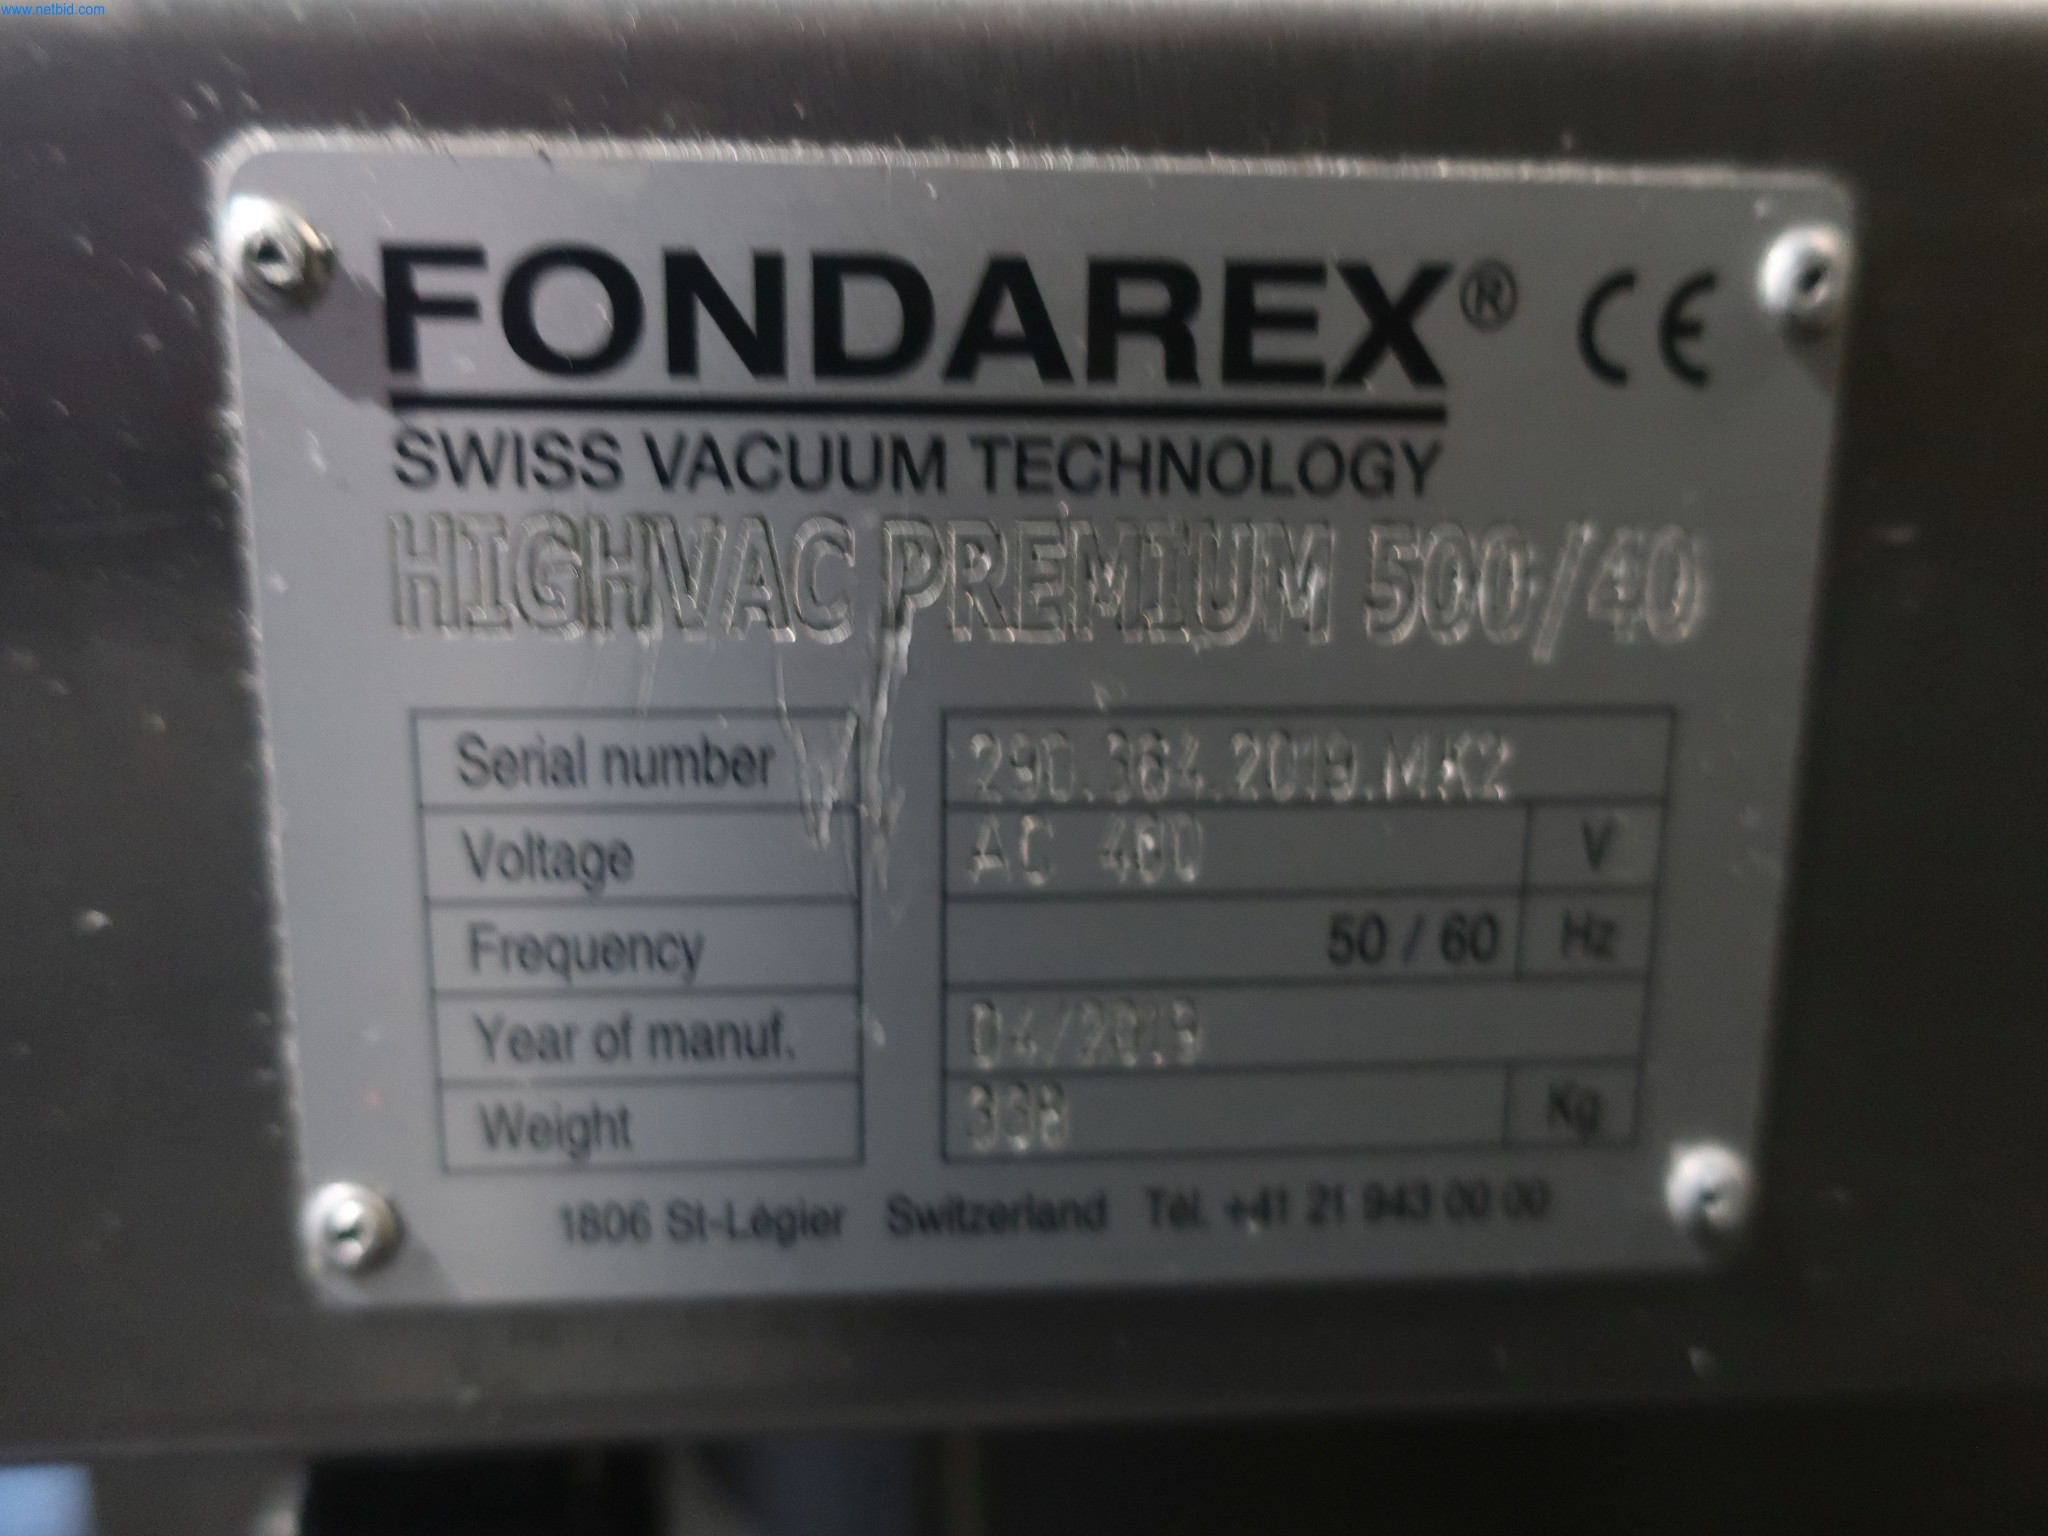 www.netbid.com
FONDAREX® CE
SWISS VACUUM TECHNOLOGY
HIGHVAC PREMIUM 500/40
Serial number 290.364.2019.MK2
Voltage AC 400 V
Frequency 50 / 60 Hz
Year of manuf. 04/2019
Weight 338 Kg
1806 St-Légier Switzerland Tél. +41 21 943 00 00